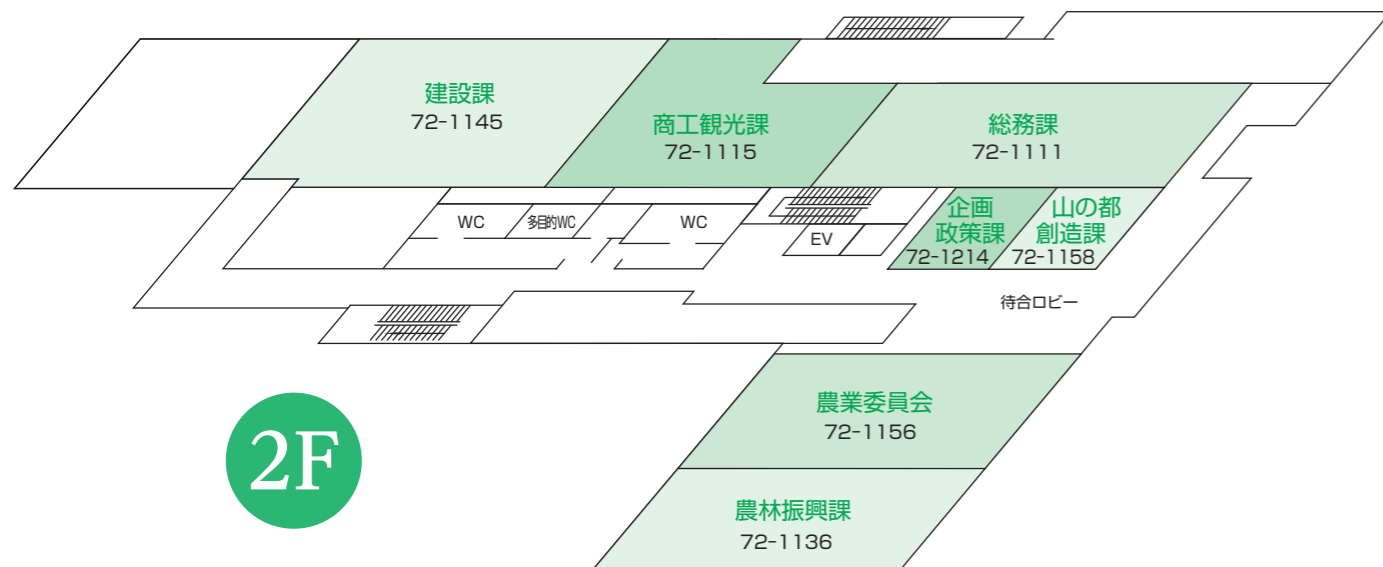 建設課
72-1145
商工観光課
72-1115
総務課
72-1111
WC
多目的WC
WC
EV
企画
政策課
72-1214
山の都
創造課
72-1158
待合ロビー
農業委員会
72-1156
2F
農林振興課
72-1136